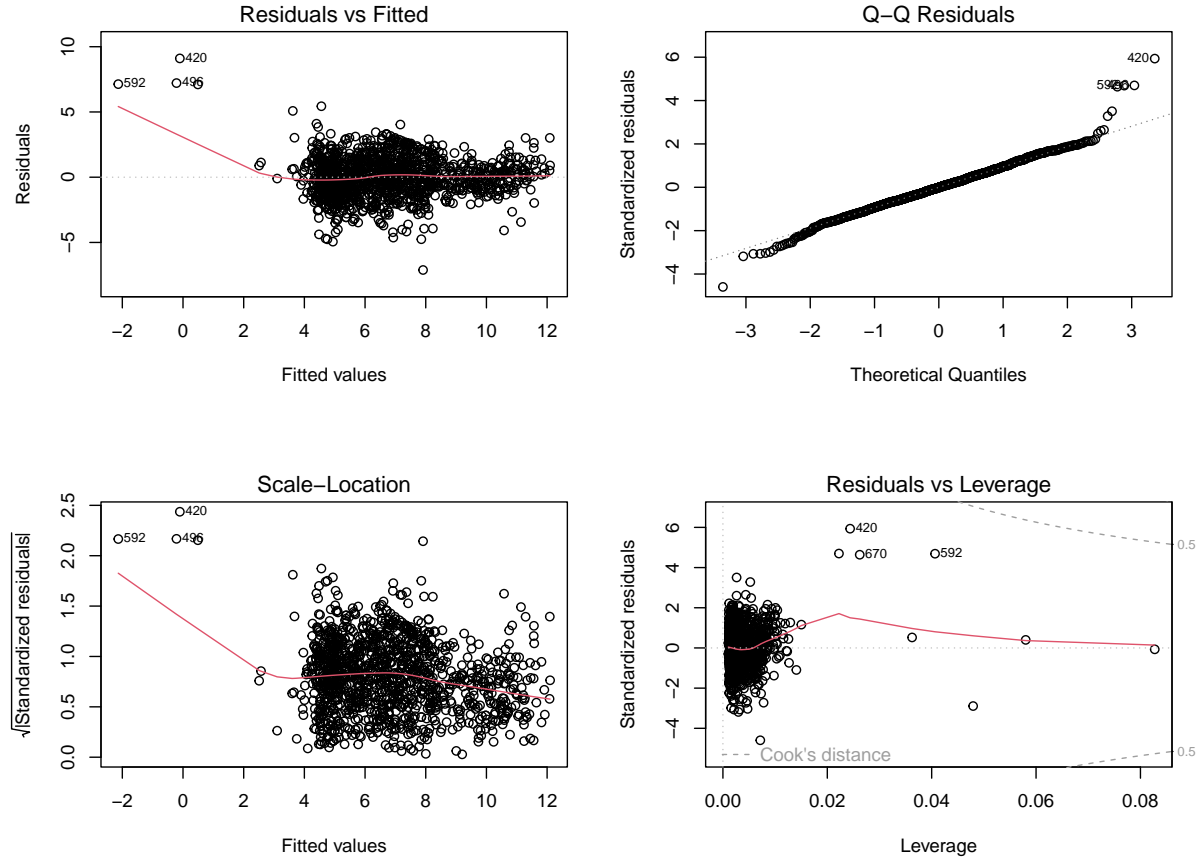 Residuals vs Fitted
Residuals
10
5
0
−5
420
592
496
−2 0 2 4 6 8 10 12
Fitted values
Q−Q Residuals
Standardized residuals
6
4
2
0
−2
−4
420
−3 −2 −1 0 1 2 3
Theoretical Quantiles
Scale−Location
√|Standardized residuals|
2.5
2.0
1.5
1.0
0.5
0.0
420
592
496
−2 0 2 4 6 8 10 12
Fitted values
Residuals vs Leverage
Standardized residuals
6
4
2
0
−2
−4
420
670
592
0.5
0.5
Cook's distance
0.00 0.02 0.04 0.06 0.08
Leverage